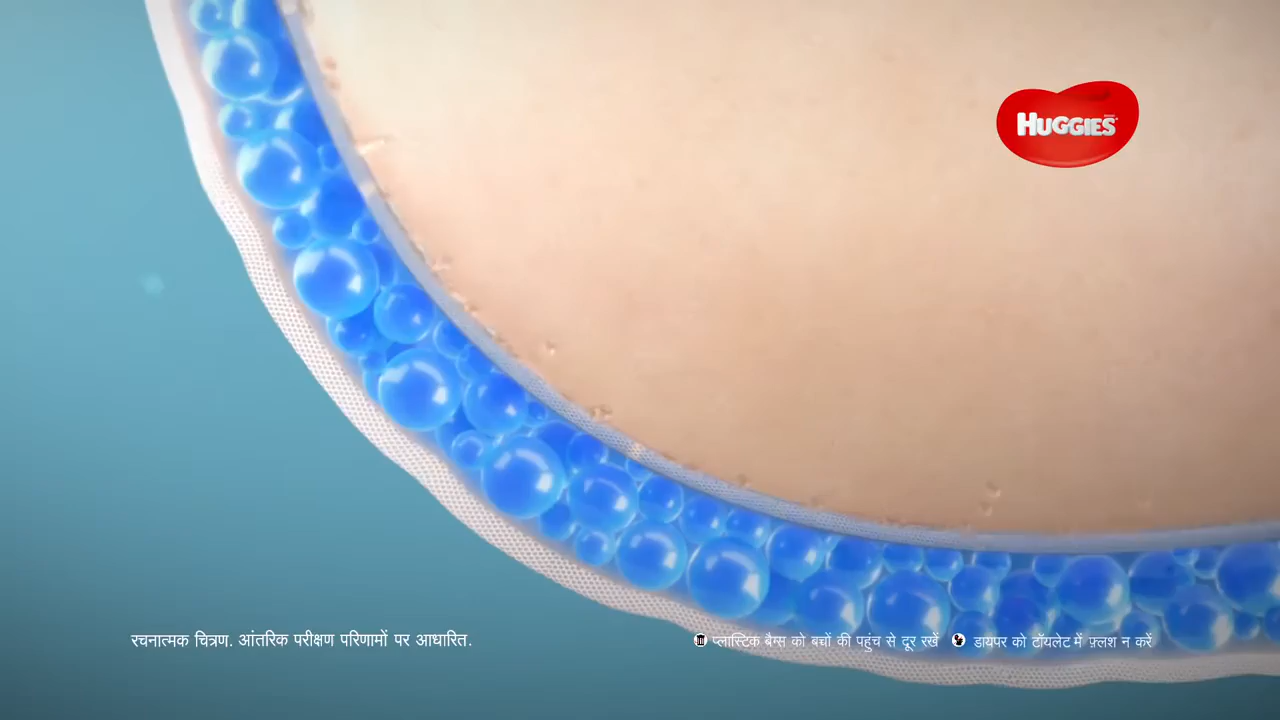 HUGGIES
रचनात्मक चित्रण. आंतरिक परीक्षण परिणामों पर आधारित.
प्लास्टिक बैग्स को बचों की पहुंच से दूर रखें डायपर को टॉयलेट में फ़्लश न करें